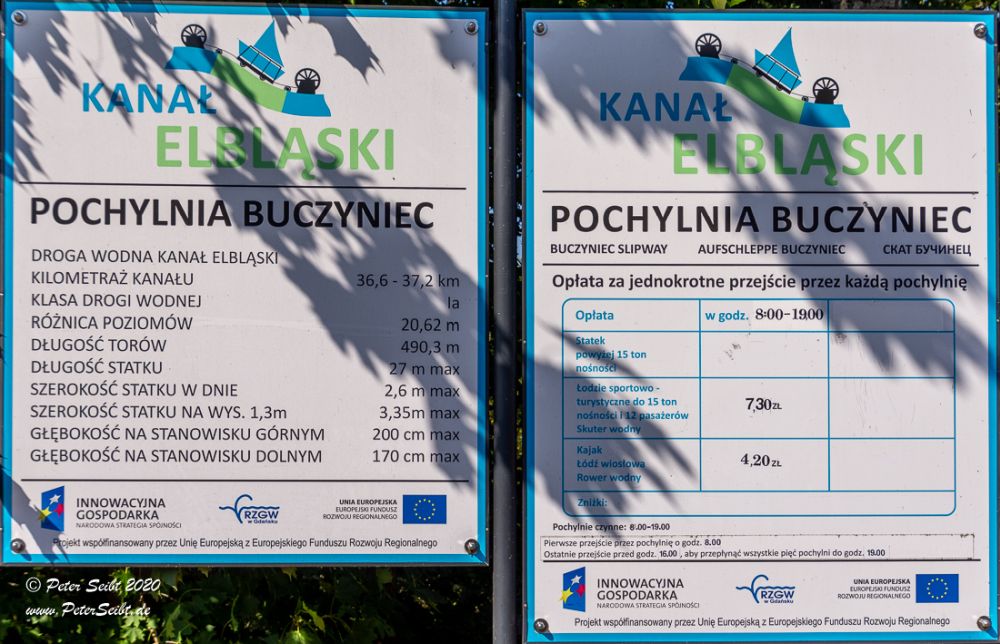 KANAŁ
ELBLĄSKI
POCHYLNIA BUCZYNIEC
DROGA WODNA KANAŁ ELBLĄSKI
KILOMETRAŻ KANAŁU 36,6 - 37,2 km
KLASA DROGI WODNEJ Ia
RÓŻNICA POZIOMÓW 20,62 m
DŁUGOŚĆ TORÓW 490,3 m
DŁUGOŚĆ STATKU 27 m max
SZEROKOŚĆ STATKU W DNIE 2,6 m max
SZEROKOŚĆ STATKU NA WYS. 1,3m 3,35m max
GŁĘBOKOŚĆ NA STANOWISKU GÓRNYM 200 cm max
GŁĘBOKOŚĆ NA STANOWISKU DOLNYM 170 cm max
INNOWACYJNA
GOSPODARKA
NARODOWA STRATEGIA SPÓJNOŚCI
RZGW
w Gdańsku
UNIA EUROPEJSKA
EUROPEJSKI FUNDUSZ
ROZWOJU REGIONALNEGO
Projekt współfinansowany przez Unię Europejską z Europejskiego Funduszu Rozwoju Regionalnego
© Peter Seibt 2020
www.PeterSeibt.de
KANAŁ
ELBLĄSKI
POCHYLNIA BUCZYNIEC
BUCZYNIEC SLIPWAY AUFSCHLEPPE BUCZYNIEC СКАТ БУЧИНЕЦ
Opłata za jednokrotne przejście przez każdą pochylnię
Opłata w godz. 8:00-19:00
Statek
powyżej 15 ton
nośności
Łodzie sportowo -
turystyczne do 15 ton
nośności i 12 pasażerów
Skuter wodny
7,30 ZŁ
Kajak
Łódź wiosłowa
Rower wodny
4,20 ZŁ
Zniżki:
Pochylnie czynne: 8.00-19.00
Pierwsze przejście przez pochylnię o godz. 8.00
Ostatnie przejście przed godz. 16.00 , aby przepłynąć wszystkie pięć pochylni do godz. 19.00
INNOWACYJNA
GOSPODARKA
NARODOWA STRATEGIA SPÓJNOŚCI
RZGW
w Gdańsku
UNIA EUROPEJSKA
EUROPEJSKI FUNDUSZ
ROZWOJU REGIONALNEGO
Projekt współfinansowany przez Unię Europejską z Europejskiego Funduszu Rozwoju Regionalnego